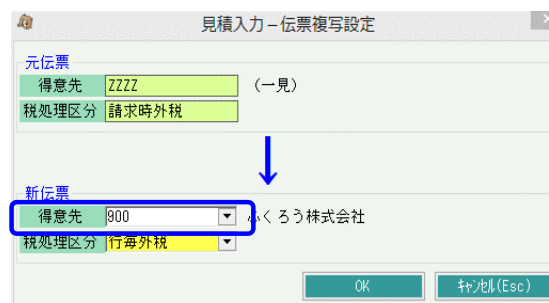 見積入力－伝票複写設定
元伝票
得意先 ZZZZ (一見)
税処理区分 請求時外税
新伝票
得意先 900 ふくろう株式会社
税処理区分 行毎外税
OK ｷｬﾝｾﾙ(Esc)